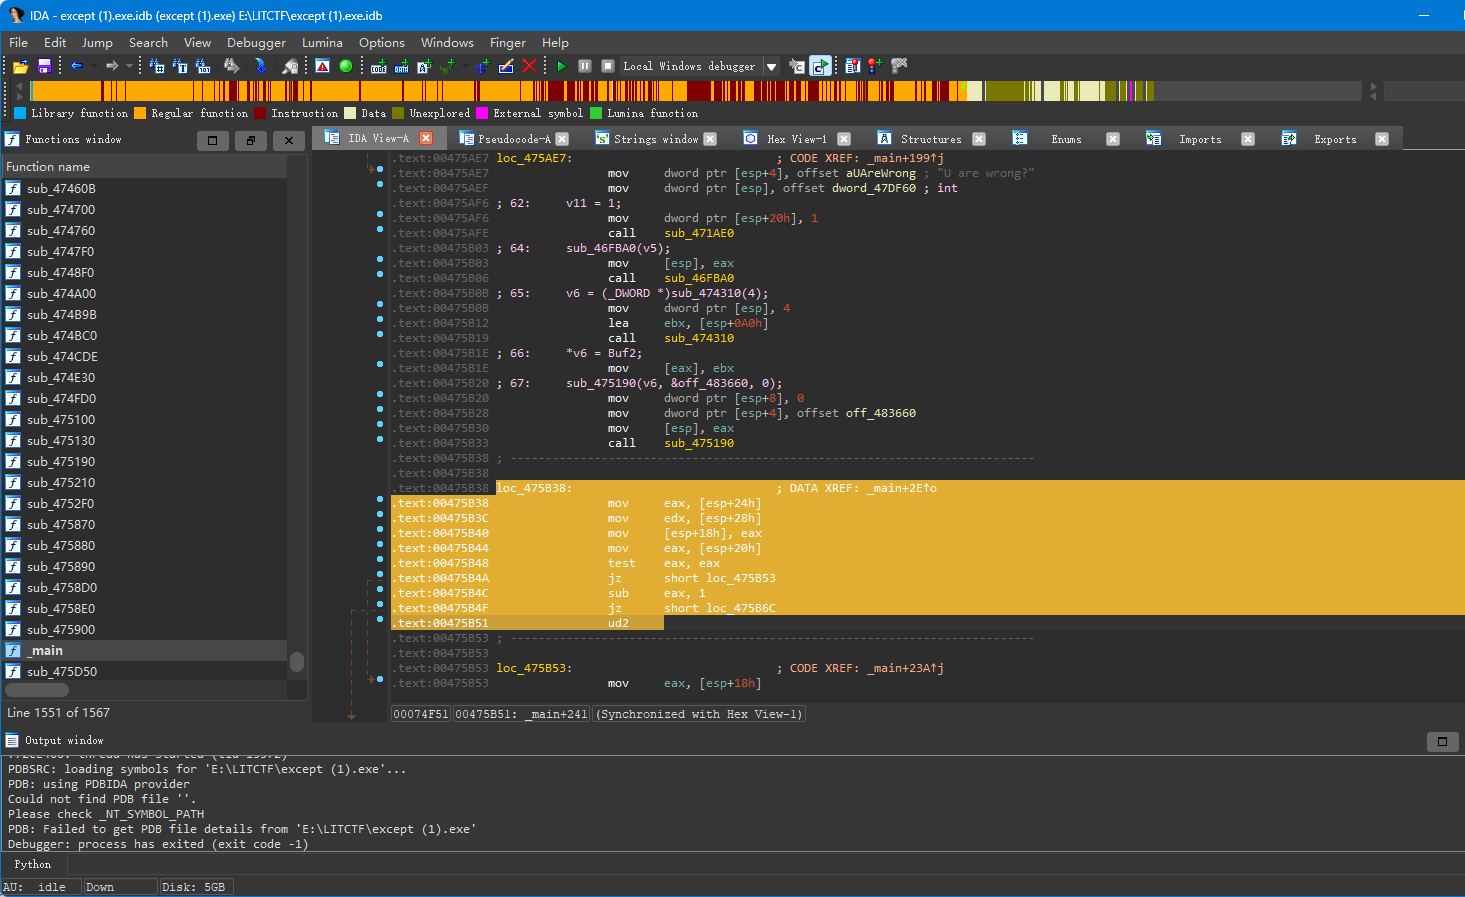 IDA - except (1).exe.idb (except (1).exe) E:\LITCTF\except (1).exe.idb
File Edit Jump Search View Debugger Lumina Options Windows Finger Help
Local Windows debugger
Library function Regular function Instruction Data Unexplored External symbol Lumina function
Functions window
IDA View-A Pseudocode-A Strings window Hex View-1 Structures Enums Imports Exports
Function name
sub_47460B
sub_474700
sub_474760
sub_4747F0
sub_4748F0
sub_474A00
sub_474B9B
sub_474BC0
sub_474CDE
sub_474E30
sub_474FD0
sub_475100
sub_475130
sub_475190
sub_475210
sub_4752F0
sub_475870
sub_475880
sub_475890
sub_4758D0
sub_4758E0
sub_475900
_main
sub_475D50
Line 1551 of 1567
.text:00475AE7 loc_475AE7: ; CODE XREF: _main+199↑j
.text:00475AE7 mov dword ptr [esp+4], offset aUAreWrong ; "U are wrong?"
.text:00475AEF mov dword ptr [esp], offset dword_47DF60 ; int
.text:00475AF6 ; 62: v11 = 1;
.text:00475AF6 mov dword ptr [esp+20h], 1
.text:00475AFE call sub_471AE0
.text:00475B03 ; 64: sub_46FBA0(v5);
.text:00475B03 mov [esp], eax
.text:00475B06 call sub_46FBA0
.text:00475B0B ; 65: v6 = (_DWORD *)sub_474310(4);
.text:00475B0B mov dword ptr [esp], 4
.text:00475B12 lea ebx, [esp+0A0h]
.text:00475B19 call sub_474310
.text:00475B1E ; 66: *v6 = Buf2;
.text:00475B1E mov [eax], ebx
.text:00475B20 ; 67: sub_475190(v6, &off_483660, 0);
.text:00475B20 mov dword ptr [esp+8], 0
.text:00475B28 mov dword ptr [esp+4], offset off_483660
.text:00475B30 mov [esp], eax
.text:00475B33 call sub_475190
.text:00475B38 ; ---------------------------------------------------------------------------
.text:00475B38
.text:00475B38 loc_475B38: ; DATA XREF: _main+2E↑o
.text:00475B38 mov eax, [esp+24h]
.text:00475B3C mov edx, [esp+28h]
.text:00475B40 mov [esp+18h], eax
.text:00475B44 mov eax, [esp+20h]
.text:00475B48 test eax, eax
.text:00475B4A jz short loc_475B53
.text:00475B4C sub eax, 1
.text:00475B4F jz short loc_475B6C
.text:00475B51 ud2
.text:00475B53 ; ---------------------------------------------------------------------------
.text:00475B53
.text:00475B53 loc_475B53: ; CODE XREF: _main+23A↑j
.text:00475B53 mov eax, [esp+18h]
00074F51 00475B51: _main+241 (Synchronized with Hex View-1)
Output window
PDBSRC: loading symbols for 'E:\LITCTF\except (1).exe'...
PDB: using PDBIDA provider
Could not find PDB file ''.
Please check _NT_SYMBOL_PATH
PDB: Failed to get PDB file details from 'E:\LITCTF\except (1).exe'
Debugger: process has exited (exit code -1)
Python
AU: idle Down Disk: 5GB